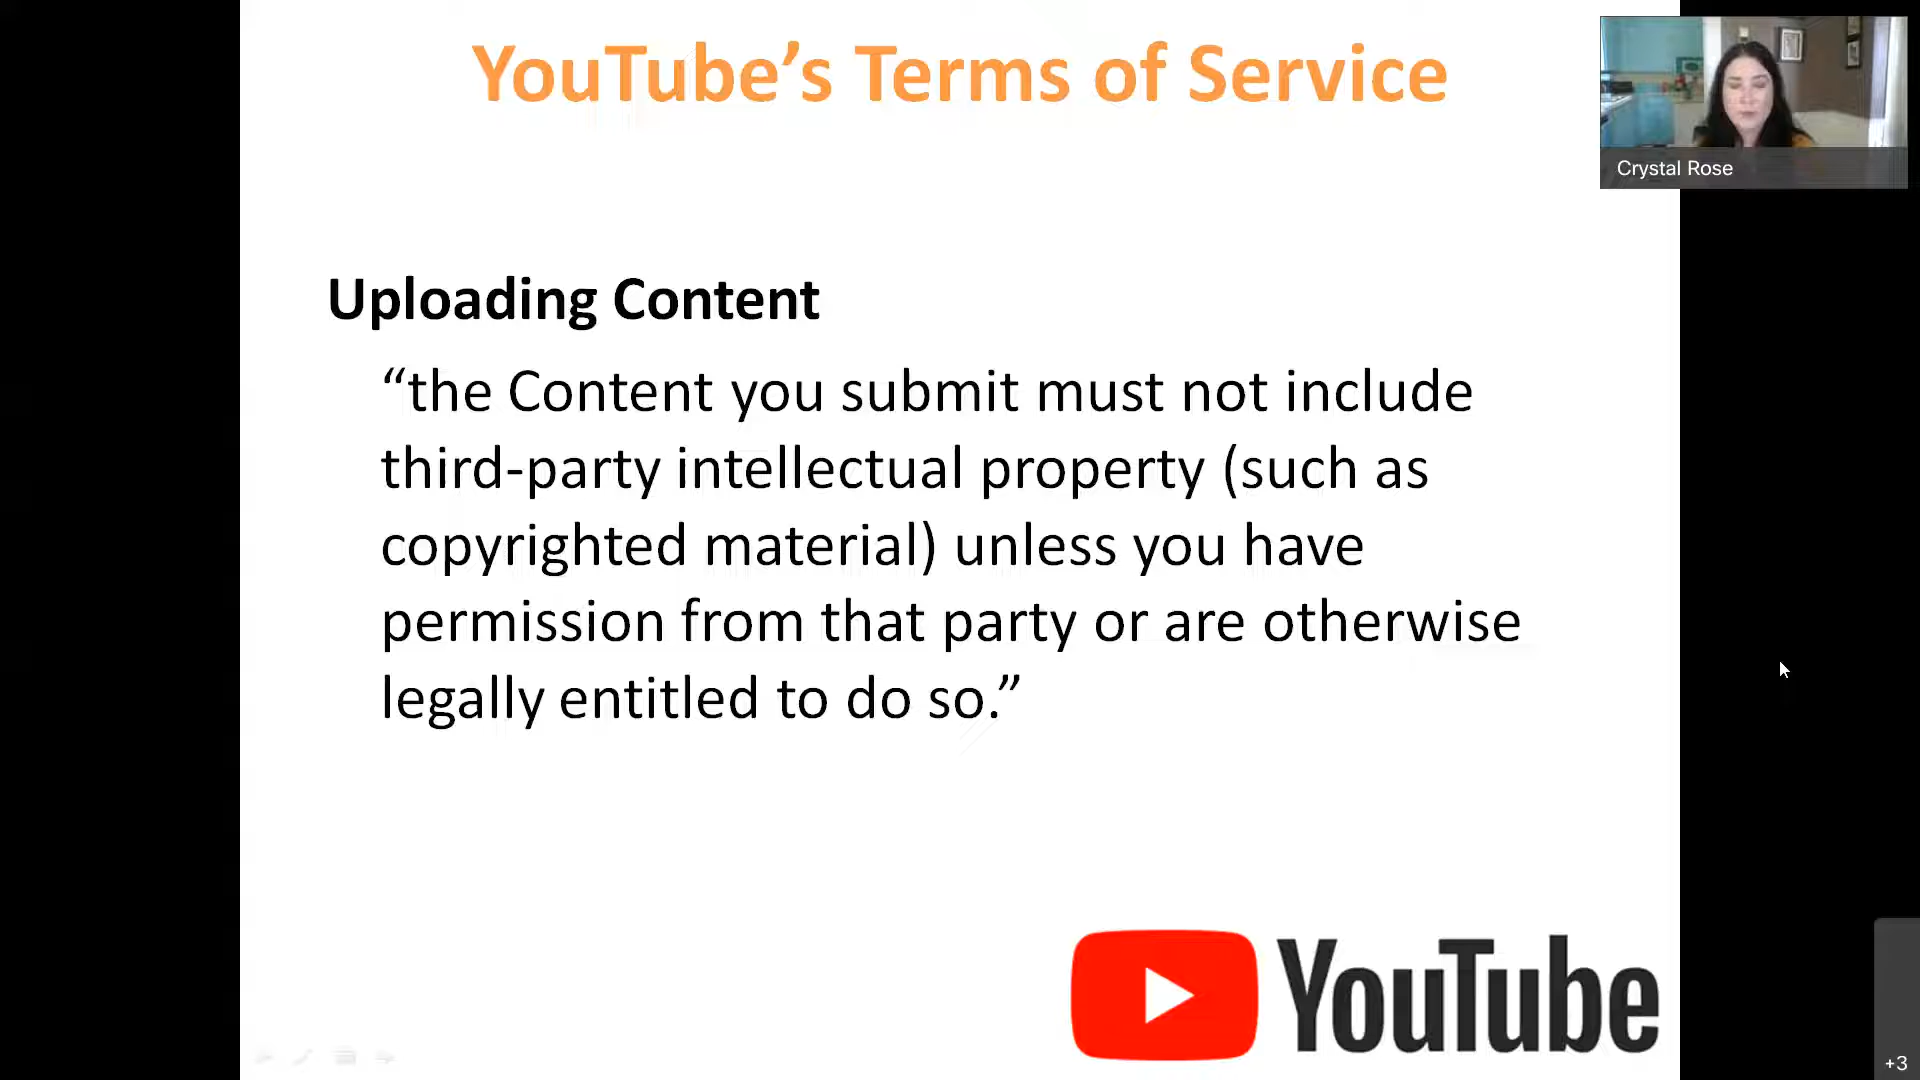 YouTube’s Terms of Service
Crystal Rose
Uploading Content
“the Content you submit must not include
third-party intellectual property (such as
copyrighted material) unless you have
permission from that party or are otherwise
legally entitled to do so.”
YouTube
+3